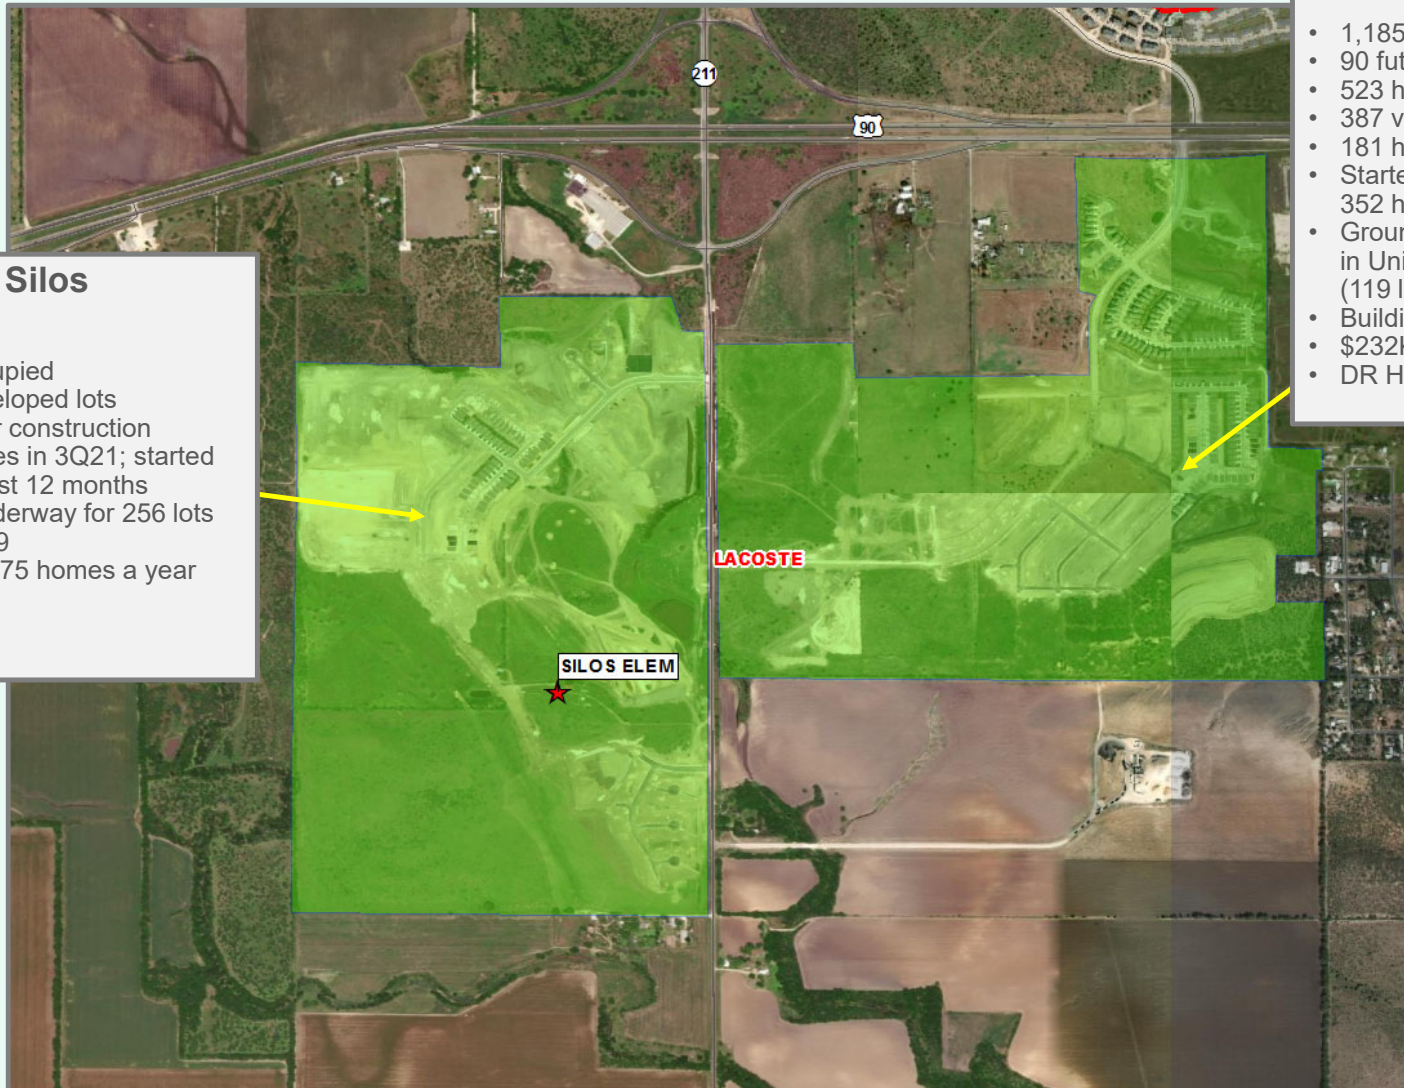 211
90
Silos
upied
eloped lots
r construction
es in 3Q21; started
st 12 months
derway for 256 lots
9
75 homes a year
LACOSTE
SILOS ELEM
• 1,185
• 90 fut
• 523 h
• 387 v
• 181 h
• Starte
352 h
• Groun
in Uni
(119 l
• Buildi
• $232K
• DR H